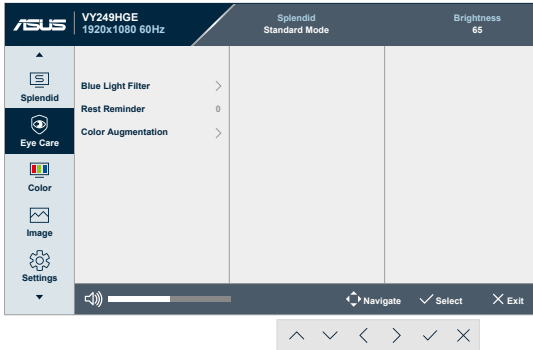 ASUS
VY249HGE
1920x1080 60Hz
Splendid
Standard Mode
Brightness
65
Splendid
Eye Care
Color
Image
Settings
Blue Light Filter
Rest Reminder 0
Color Augmentation
Navigate Select Exit